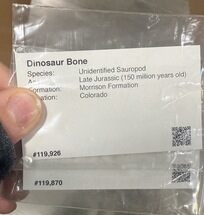 Dinosaur Bone
Species: Unidentified Sauropod
A Late Jurassic (150 million years old)
Formation: Morrison Formation
ation: Colorado
#119,926
#119,870